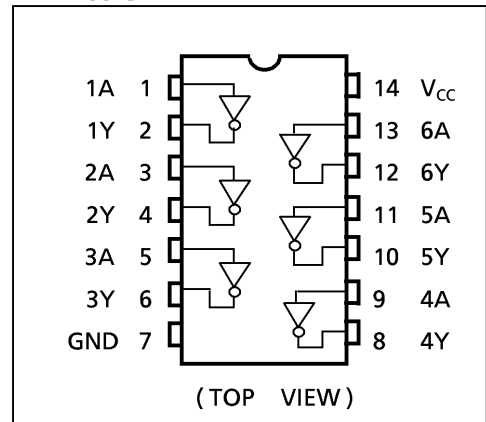 1A 1 14 VCC
1Y 2 13 6A
2A 3 12 6Y
2Y 4 11 5A
3A 5 10 5Y
3Y 6 9 4A
GND 7 8 4Y
(TOP VIEW)